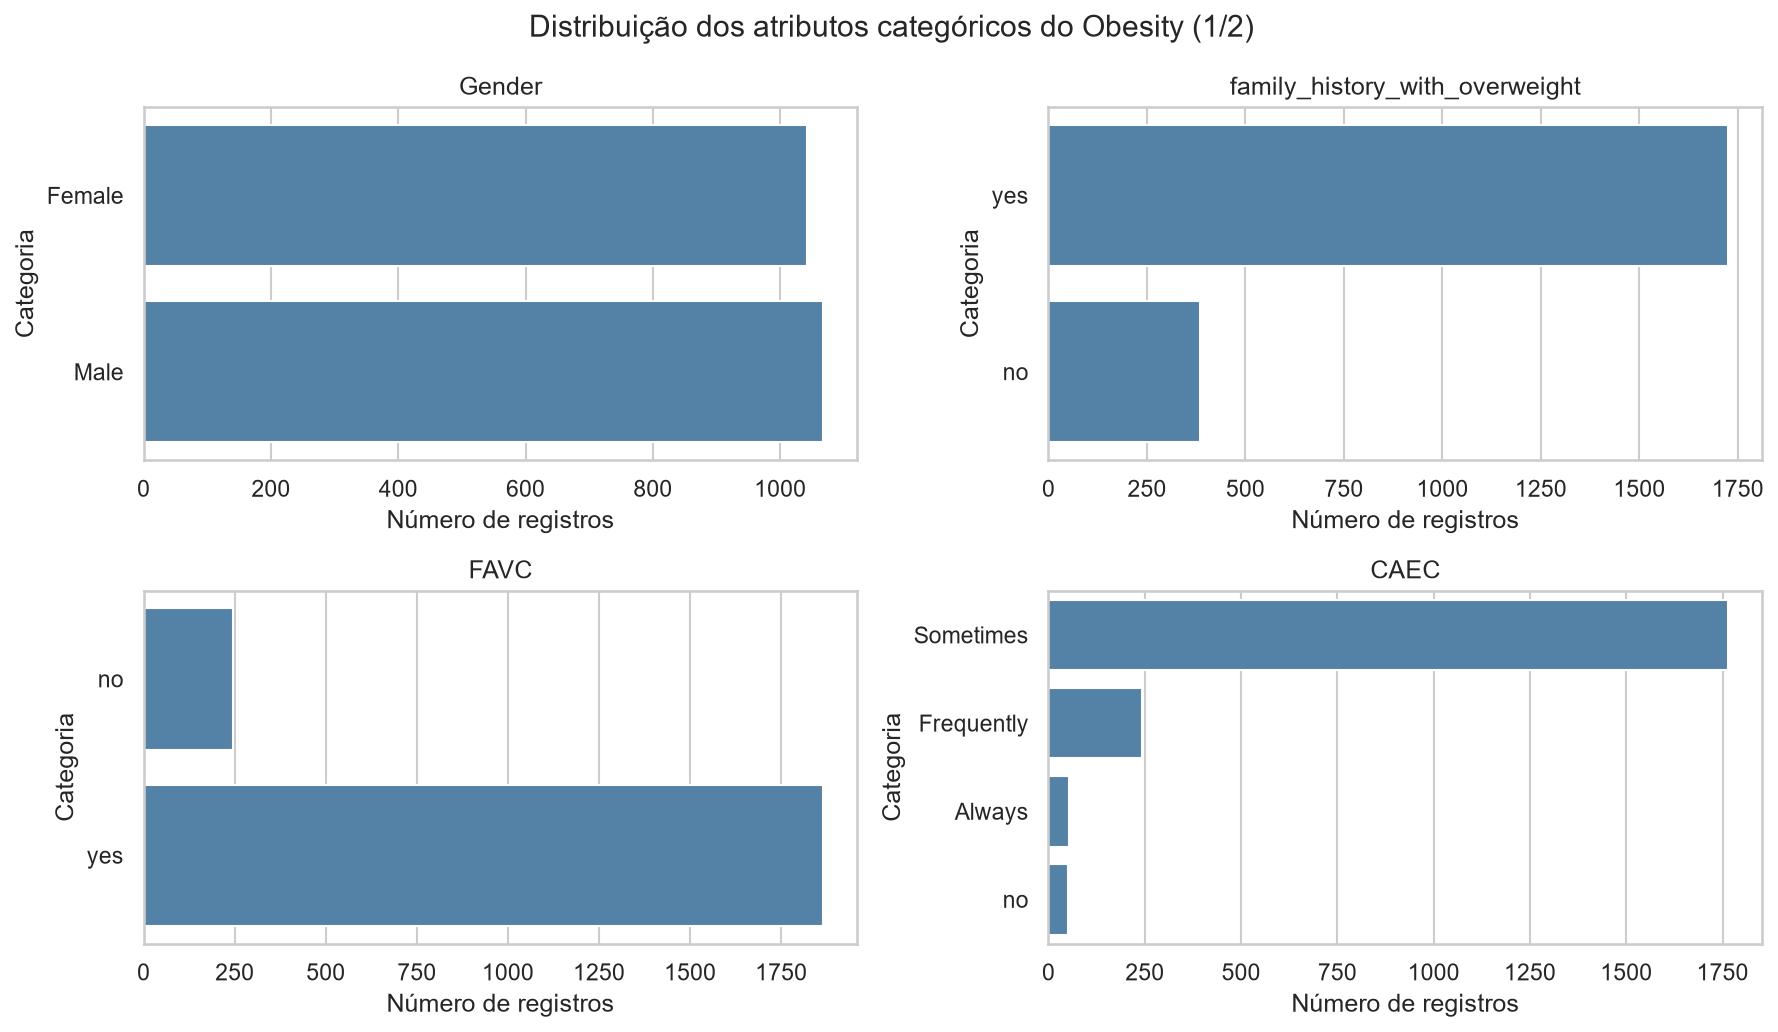 Distribuição dos atributos categóricos do Obesity (1/2)
Gender
Categoria
Female
Male
0 200 400 600 800 1000
Número de registros
family_history_with_overweight
Categoria
yes
no
0 250 500 750 1000 1250 1500 1750
Número de registros
FAVC
Categoria
no
yes
0 250 500 750 1000 1250 1500 1750
Número de registros
CAEC
Categoria
Sometimes
Frequently
Always
no
0 250 500 750 1000 1250 1500 1750
Número de registros